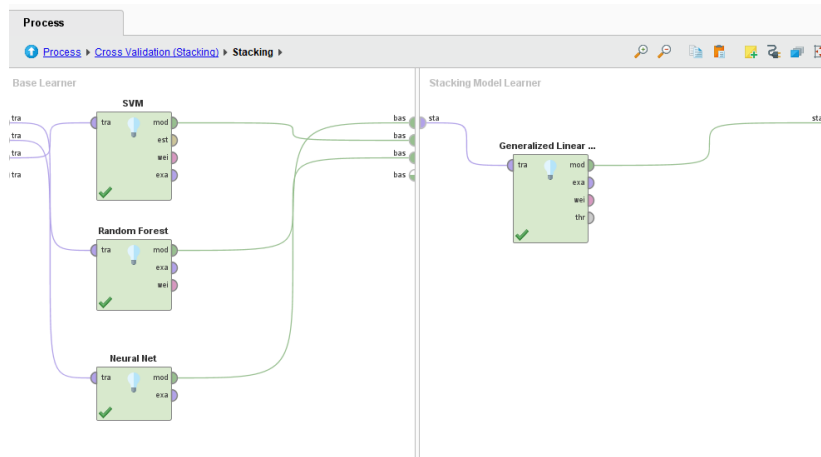 Process
Process ▸ Cross Validation (Stacking) ▸ Stacking ▸
Base Learner
SVM
tra
tra
tra
tra
tra
mod
est
wei
exa
Random Forest
tra
mod
exa
wei
Neural Net
tra
mod
exa
bas
bas
bas
bas
Stacking Model Learner
sta
Generalized Linear ...
tra
mod
exa
wei
thr
sta